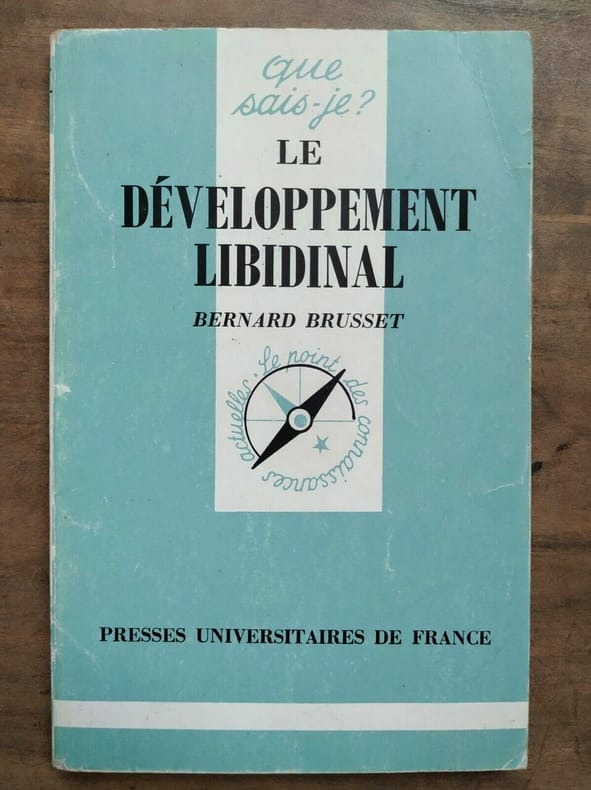 que
sais-je?
LE
DÉVELOPPEMENT
LIBIDINAL
BERNARD BRUSSET
Le point des connaissances actuelles.
PRESSES UNIVERSITAIRES DE FRANCE